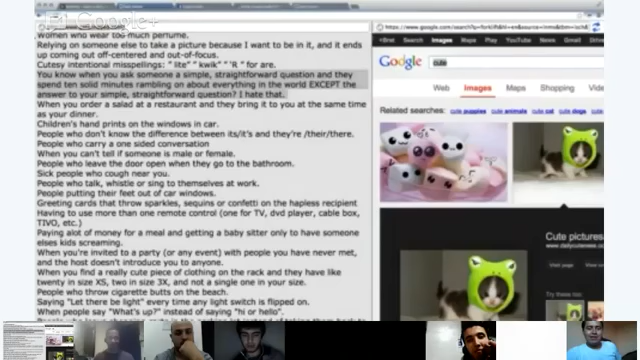 Google+
Women who wear too much perfume.
Relying on someone else to take a picture because I want to be in it, and it ends
up coming out off-centered and out-of-focus.
Cutesy intentional misspellings: " lite" " kwik" " 'R " for are.
You know when you ask someone a simple, straightforward question and they
spend ten solid minutes rambling on about everything in the world EXCEPT the
answer to your simple, straightforward question? I hate that.
When you order a salad at a restaurant and they bring it to you at the same time
as your dinner.
Children's hand prints on the windows in car.
People who don't know the difference between its/it's and they're /their/there.
People who carry a one sided conversation
When you can't tell if someone is male or female.
People who leave the door open when they go to the bathroom.
Sick people who cough near you.
People who talk, whistle or sing to themselves at work.
People putting their feet out of car windows.
Greeting cards that throw sparkles, sequins or confetti on the hapless recipient
Having to use more than one remote control (one for TV, dvd player, cable box,
TIVO, etc.)
Paying alot of money for a meal and getting a baby sitter only to have someone
elses kids screaming.
When you're invited to a party (or any event) with people you have never met,
and the host doesn't introduce you to anyone.
When you find a really cute piece of clothing on the rack and they have like
twenty in size XS, two in size 3X, and not a single one in your size.
People who throw cigarette butts on the beach.
Saying "Let there be light" every time any light switch is flipped on.
When people say "What's up?" instead of saying "hi or hello".
Search Images Maps Play YouTube News Gmail Drive
Google cute
Web Images Maps Shopping
Related searches: cute puppies cute animals cute cat cute dogs
Cute pictures
Visit page
Try these too: